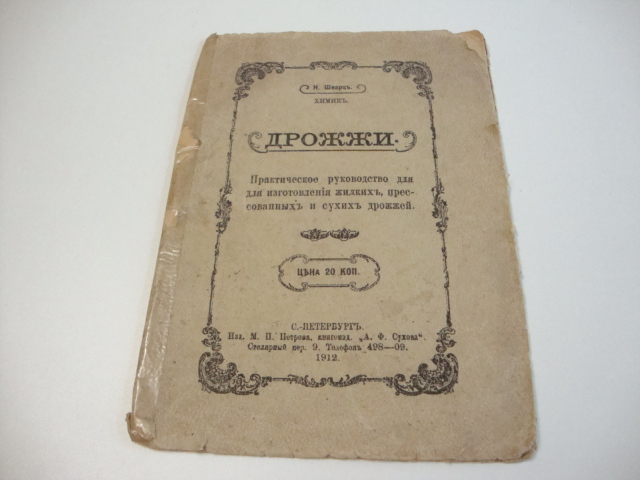 Н. Шварсъ.
ХИМИКЪ.
ДРОЖЖИ.
Практическое руководство для
для изготовленія жидкихъ, прес-
сованныхъ и сухихъ дрожжей.
ЦѢНА 20 КОП.
С.-ПЕТЕРБУРГЪ.
Изд. М. П. Петрова, книгоизд. „А. Ф. Сухова“.
Столярный пер. 9. Телефонъ 498—09.
1912.